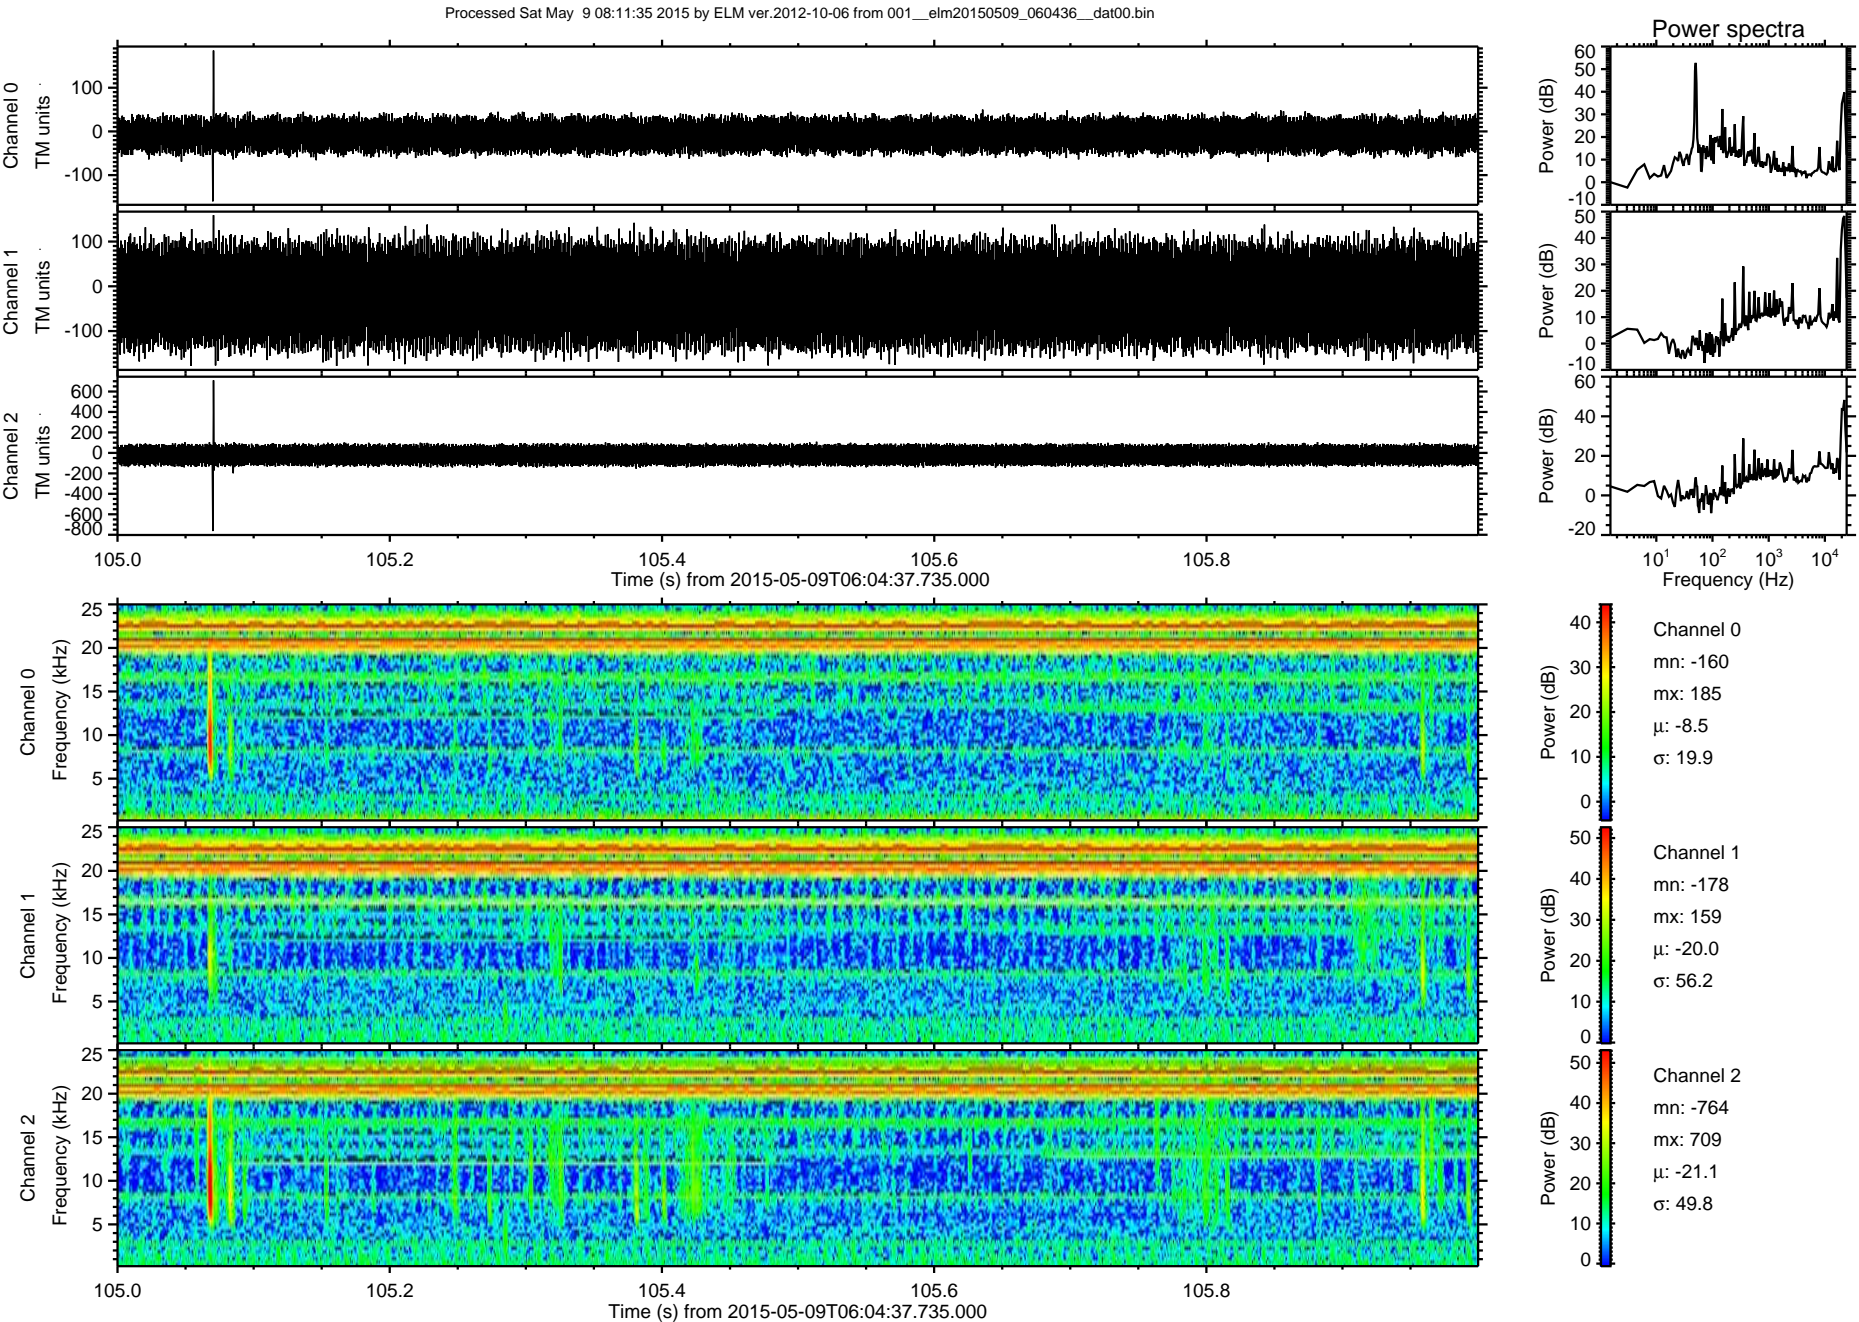 Processed Sat May  9 08:11:35 2015 by ELM ver.2012-10-06 from 001__elm20150509_060436__dat00.bin
Power spectra
Channel 0
TM units
100
0
-100
Power (dB)
60
50
40
30
20
10
0
-10
Channel 1
TM units
100
0
-100
Power (dB)
50
40
30
20
10
0
-10
Channel 2
TM units
600
400
200
0
-200
-400
-600
-800
Power (dB)
60
40
20
0
-20
105.0 105.2 105.4 105.6 105.8
Time (s) from 2015-05-09T06:04:37.735.000
10¹ 10² 10³ 10⁴
Frequency (Hz)
Channel 0
Frequency (kHz)
25
20
15
10
5
Power (dB)
40
30
20
10
0
Channel 0
mn: -160
mx: 185
μ: -8.5
σ: 19.9
Channel 1
Frequency (kHz)
25
20
15
10
5
Power (dB)
50
40
30
20
10
0
Channel 1
mn: -178
mx: 159
μ: -20.0
σ: 56.2
Channel 2
Frequency (kHz)
25
20
15
10
5
Power (dB)
50
40
30
20
10
0
Channel 2
mn: -764
mx: 709
μ: -21.1
σ: 49.8
105.0 105.2 105.4 105.6 105.8
Time (s) from 2015-05-09T06:04:37.735.000